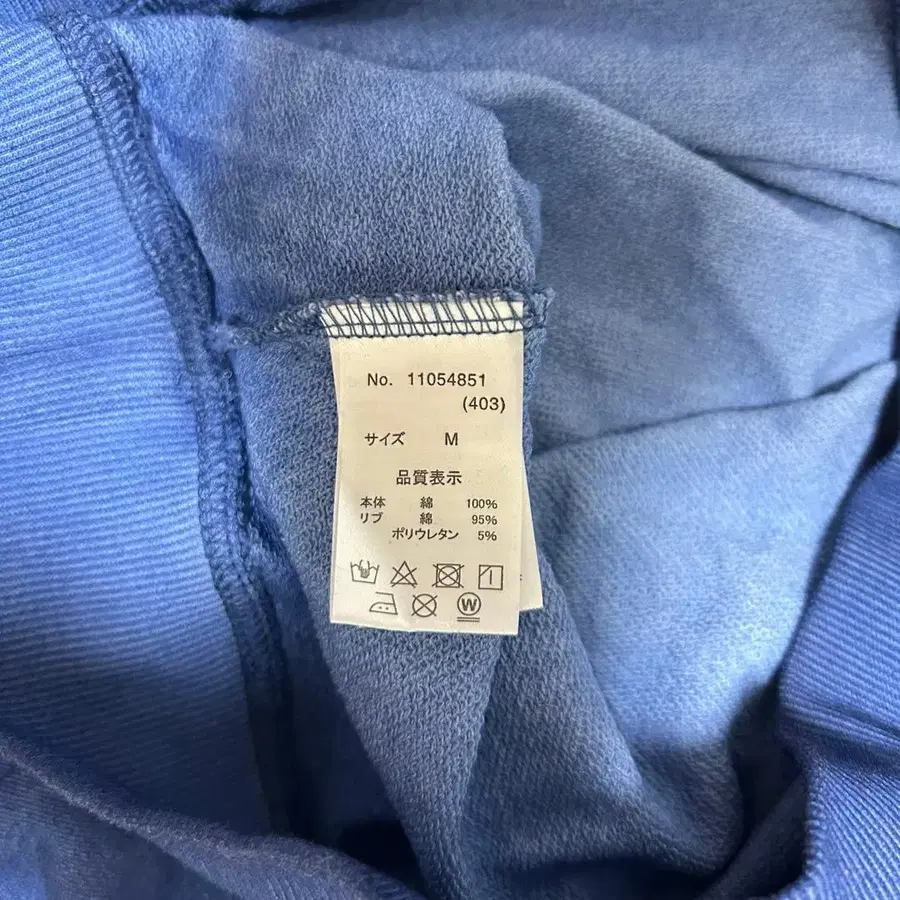 No. 11054851
(403)
サイズ M
品質表示
本体 綿 100%
リブ 綿 95%
ポリウレタン 5%
W